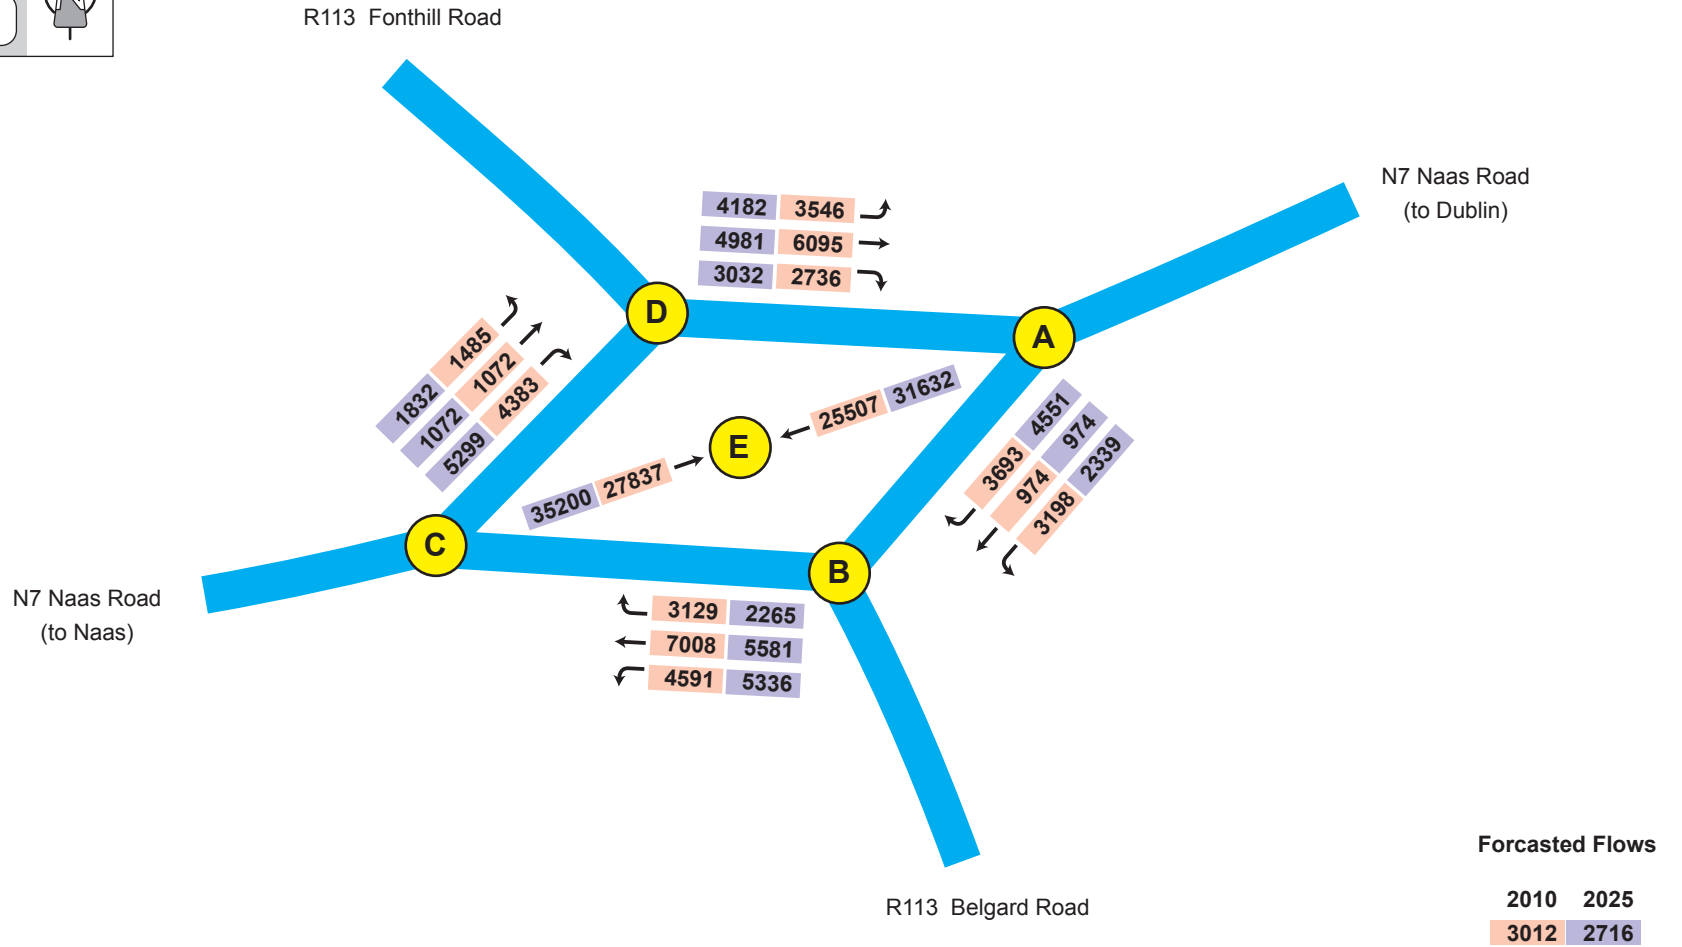 R113 Fonthill Road
N7 Naas Road
(to Dublin)
4182 3546
4981 6095
3032 2736
D
A
1832 1485
1072 1072
5299 4383
25507 31632
E
35200 27837
3693 4551
974 974
3198 2339
C
B
N7 Naas Road
(to Naas)
3129 2265
7008 5581
4591 5336
R113 Belgard Road
Forcasted Flows
2010 2025
3012 2716